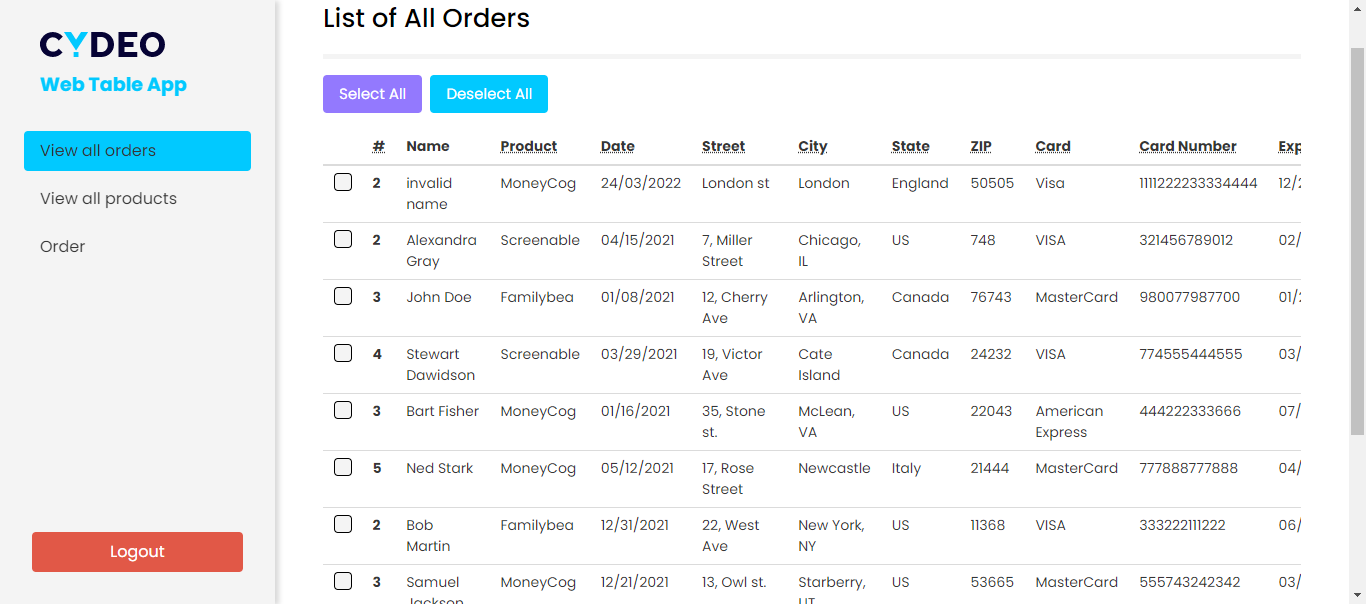 List of All Orders
CYDEO
Web Table App
Select All Deselect All
View all orders
View all products
Order
Logout
# Name Product Date Street City State ZIP Card Card Number Exp
2 invalid MoneyCog 24/03/2022 London st London England 50505 Visa 1111222233334444 12/2
name
2 Alexandra Screenable 04/15/2021 7, Miller Chicago, US 748 VISA 321456789012 02/
Gray Street IL
3 John Doe Familybea 01/08/2021 12, Cherry Arlington, Canada 76743 MasterCard 980077987700 01/2
Ave VA
4 Stewart Screenable 03/29/2021 19, Victor Cate Canada 24232 VISA 774555444555 03/
Dawidson Ave Island
3 Bart Fisher MoneyCog 01/16/2021 35, Stone McLean, US 22043 American 444222333666 07/
st. VA Express
5 Ned Stark MoneyCog 05/12/2021 17, Rose Newcastle Italy 21444 MasterCard 777888777888 04/
Street
2 Bob Familybea 12/31/2021 22, West New York, US 11368 VISA 333222111222 06/
Martin Ave NY
3 Samuel MoneyCog 12/21/2021 13, Owl st. Starberry, US 53665 MasterCard 555743242342 03/
Jackson UT